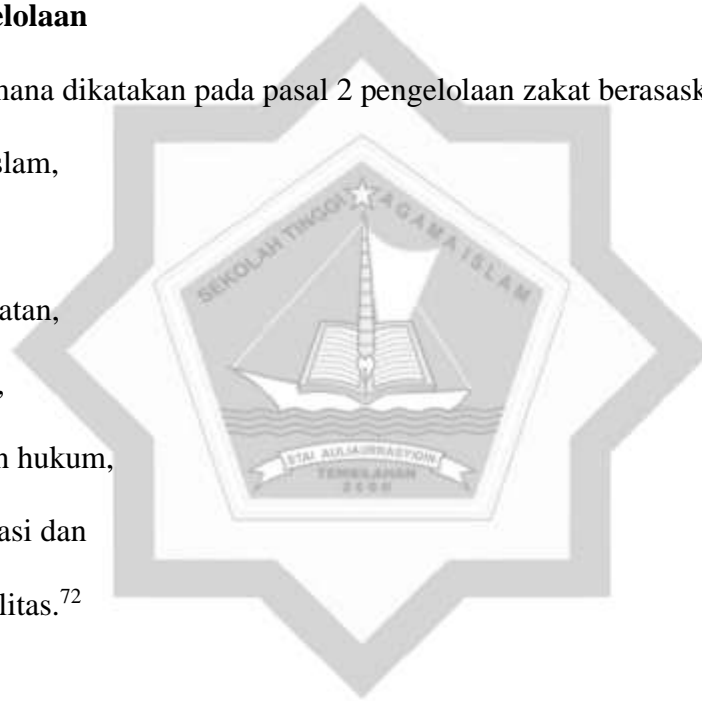 elolaan
nana dikatakan pada pasal 2 pengelolaan zakat berasask
slam,
atan,
,
n hukum,
asi dan
litas.72
SEKOLAH TINGGI AGAMA ISLAM
STAI AULIAURRASYIDIN
TEMBILAHAN